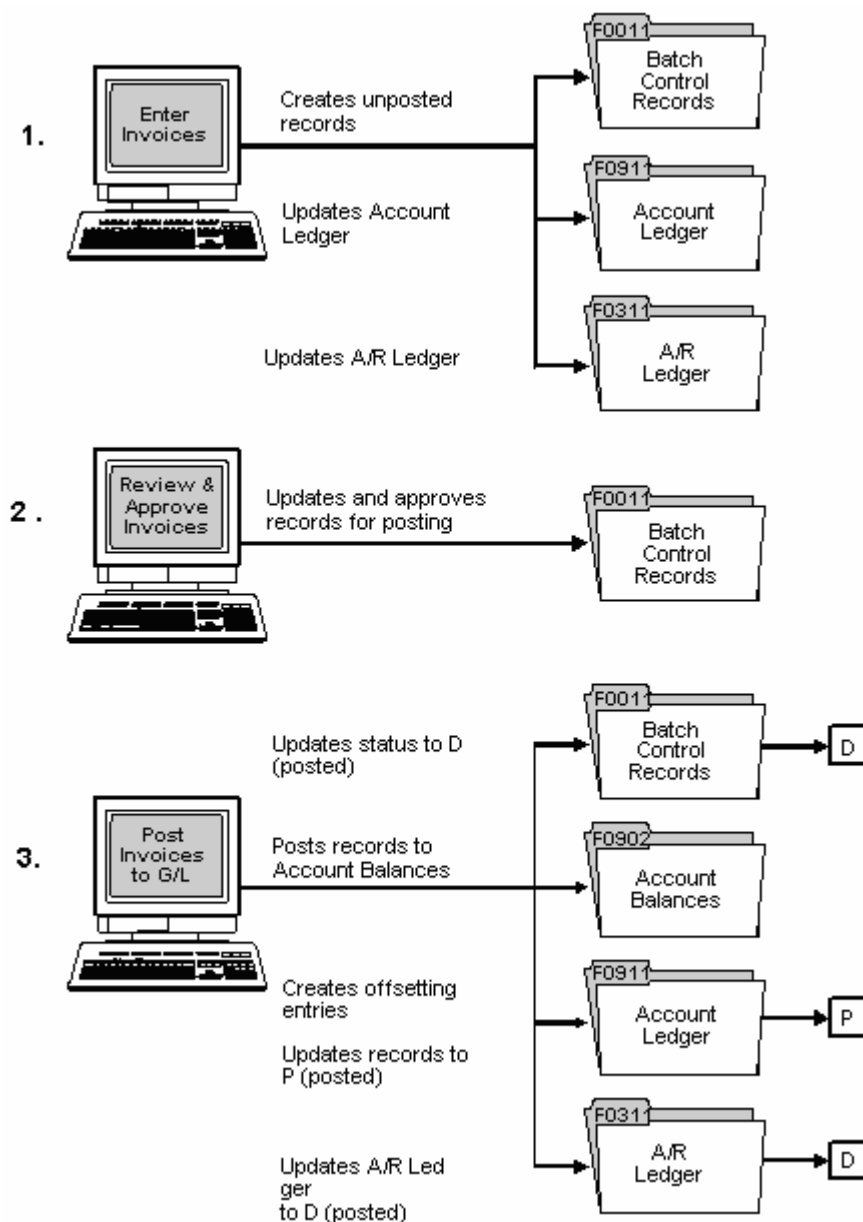 1.
Enter
Invoices
Creates unposted
records
Updates Account
Ledger
Updates A/R Ledger
F0011
Batch
Control
Records
F0911
Account
Ledger
F0311
A/R
Ledger
2 .
Review &
Approve
Invoices
Updates and approves
records for posting
F0011
Batch
Control
Records
3.
Post
Invoices
to G/L
Updates status to D
(posted)
Posts records to
Account Balances
Creates offsetting
entries
Updates records to
P (posted)
Updates A/R Led
ger
to D (posted)
F0011
Batch
Control
Records
D
F0902
Account
Balances
F0911
Account
Ledger
P
F0311
A/R
Ledger
D